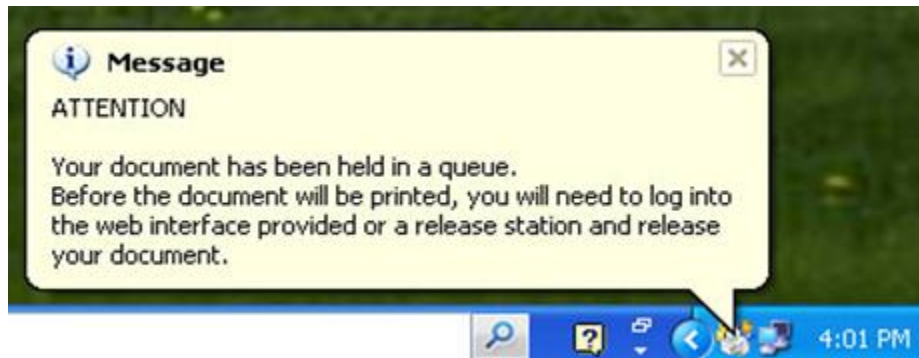 Message
ATTENTION
Your document has been held in a queue.
Before the document will be printed, you will need to log into
the web interface provided or a release station and release
your document.
?
4:01 PM